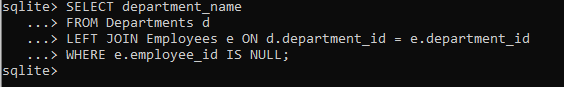 sqlite> SELECT department_name
   ...> FROM Departments d
   ...> LEFT JOIN Employees e ON d.department_id = e.department_id
   ...> WHERE e.employee_id IS NULL;
sqlite>